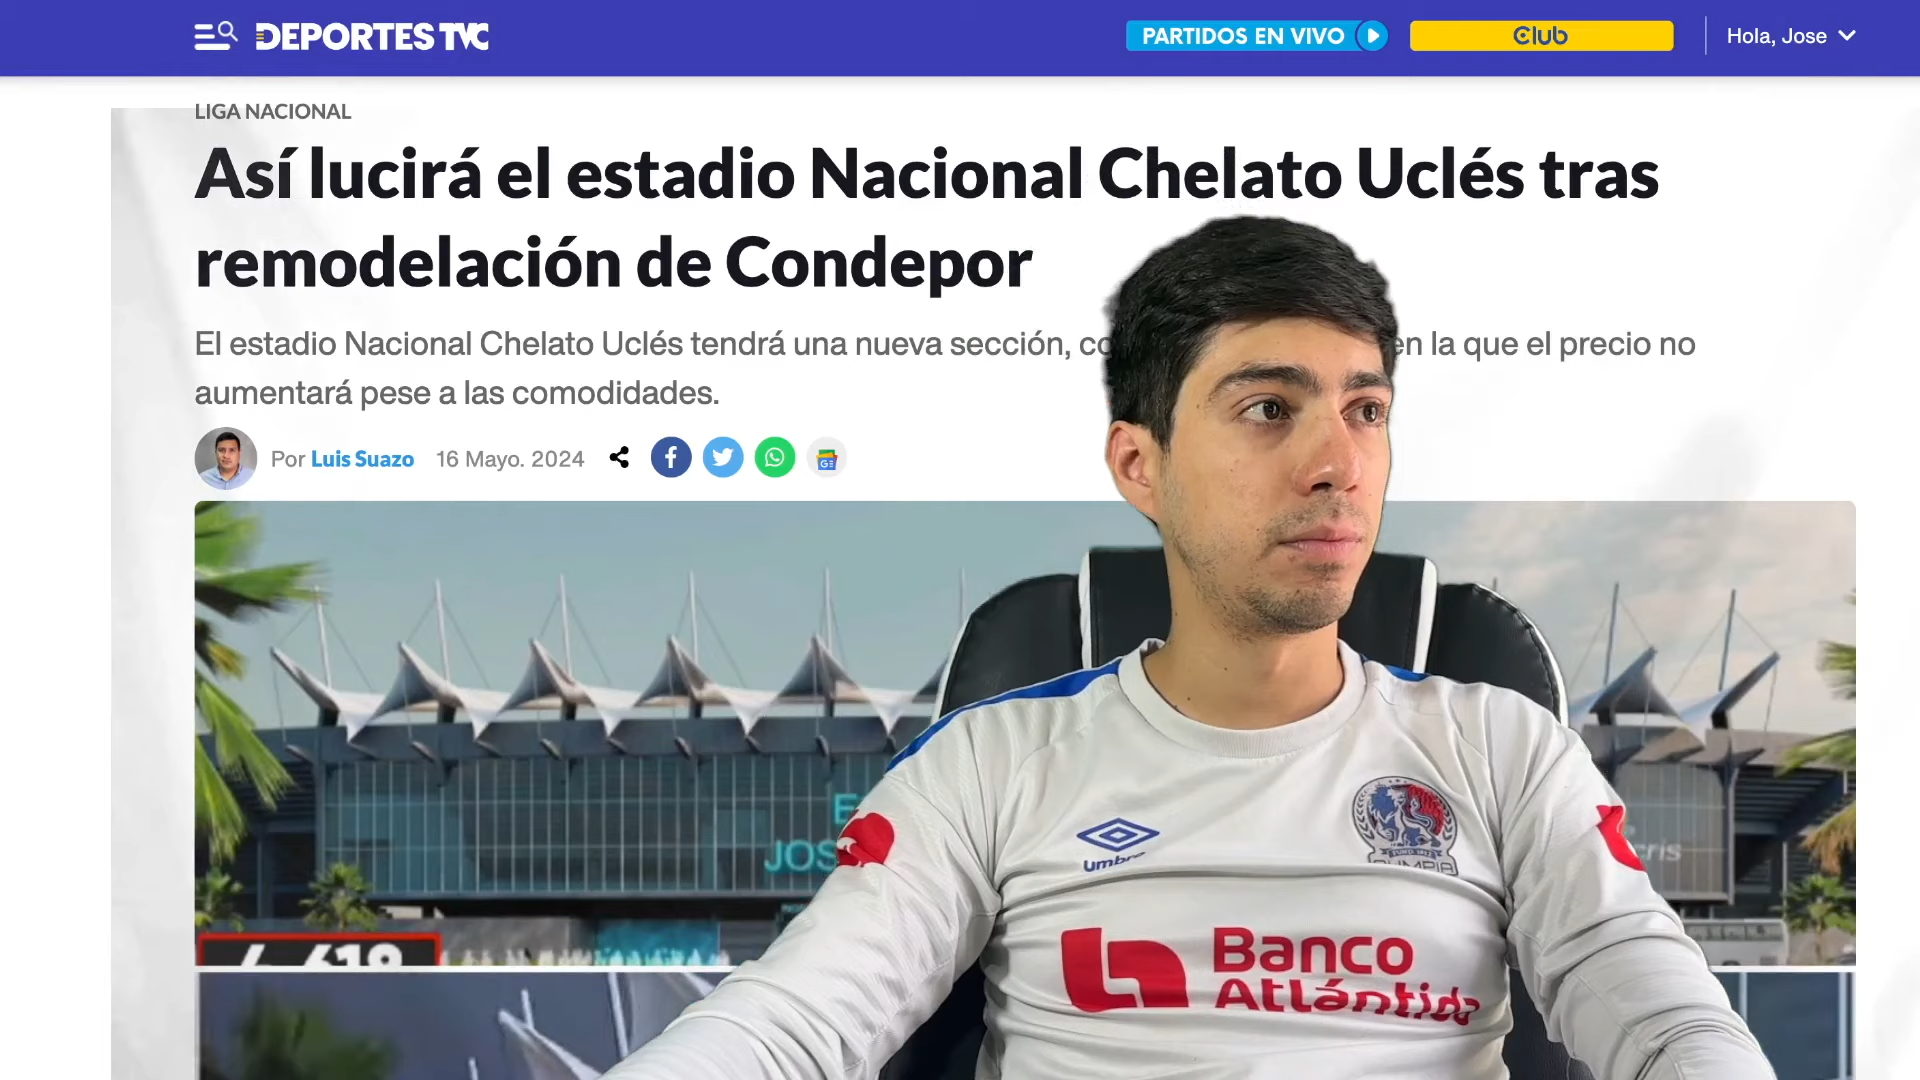 DEPORTES TVC
PARTIDOS EN VIVO
Club
Hola, Jose
LIGA NACIONAL
Así lucirá el estadio Nacional Chelato Uclés tras
remodelación de Condepor
El estadio Nacional Chelato Uclés tendrá una nueva sección, en la que el precio no
aumentará pese a las comodidades.
Por Luis Suazo 16 Mayo. 2024
umbro
OLIMPIA
Banco
Atlántida